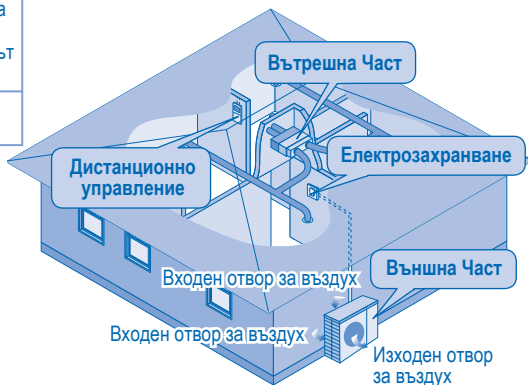 а
ът
Вътрешна Част
Дистанционно
управление
Електрозахранване
Входен отвор за въздух
Външна Част
Входен отвор за въздух
Изходен отвор
за въздух